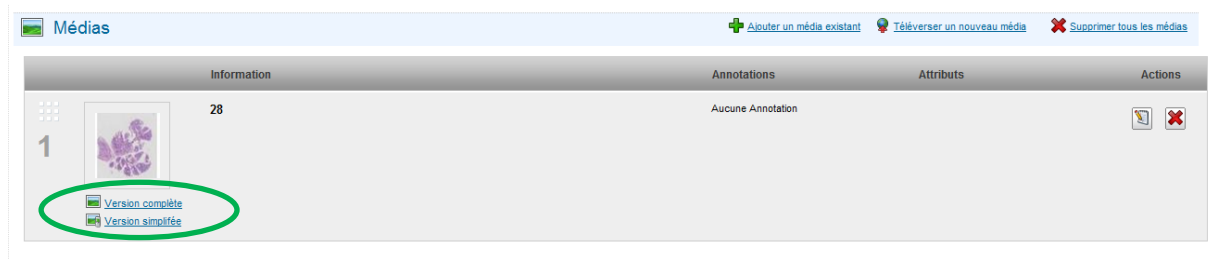 Médias Ajouter un média existant Téléverser un nouveau média Supprimer tous les médias
Information Annotations Attributs Actions
28 Aucune Annotation
1
Version complète
Version simplifée